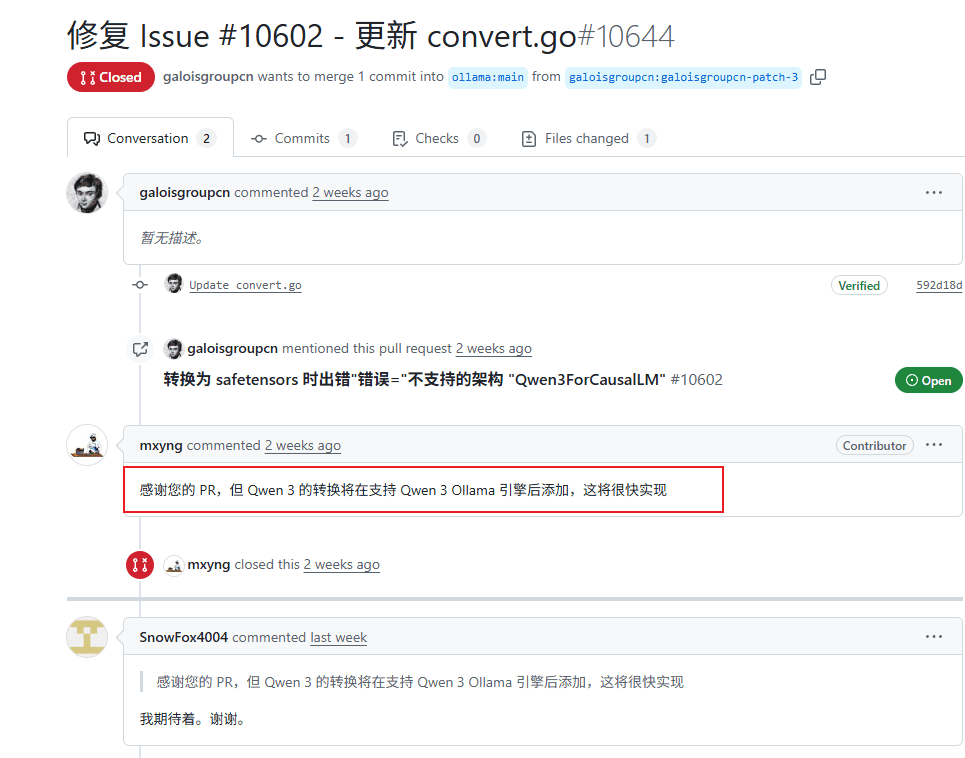 修复 Issue #10602 - 更新 convert.go#10644
Closed galoisgroupcn wants to merge 1 commit into ollama:main from galoisgroupcn:galoisgroupcn-patch-3
Conversation 2 Commits 1 Checks 0 Files changed 1
galoisgroupcn commented 2 weeks ago
暂无描述。
Update convert.go Verified 592d18d
galoisgroupcn mentioned this pull request 2 weeks ago
转换为 safetensors 时出错"错误="不支持的架构 "Qwen3ForCausalLM" #10602 Open
mxyng commented 2 weeks ago Contributor
感谢您的 PR，但 Qwen 3 的转换将在支持 Qwen 3 Ollama 引擎后添加，这将很快实现
mxyng closed this 2 weeks ago
SnowFox4004 commented last week
感谢您的 PR，但 Qwen 3 的转换将在支持 Qwen 3 Ollama 引擎后添加，这将很快实现
我期待着。谢谢。